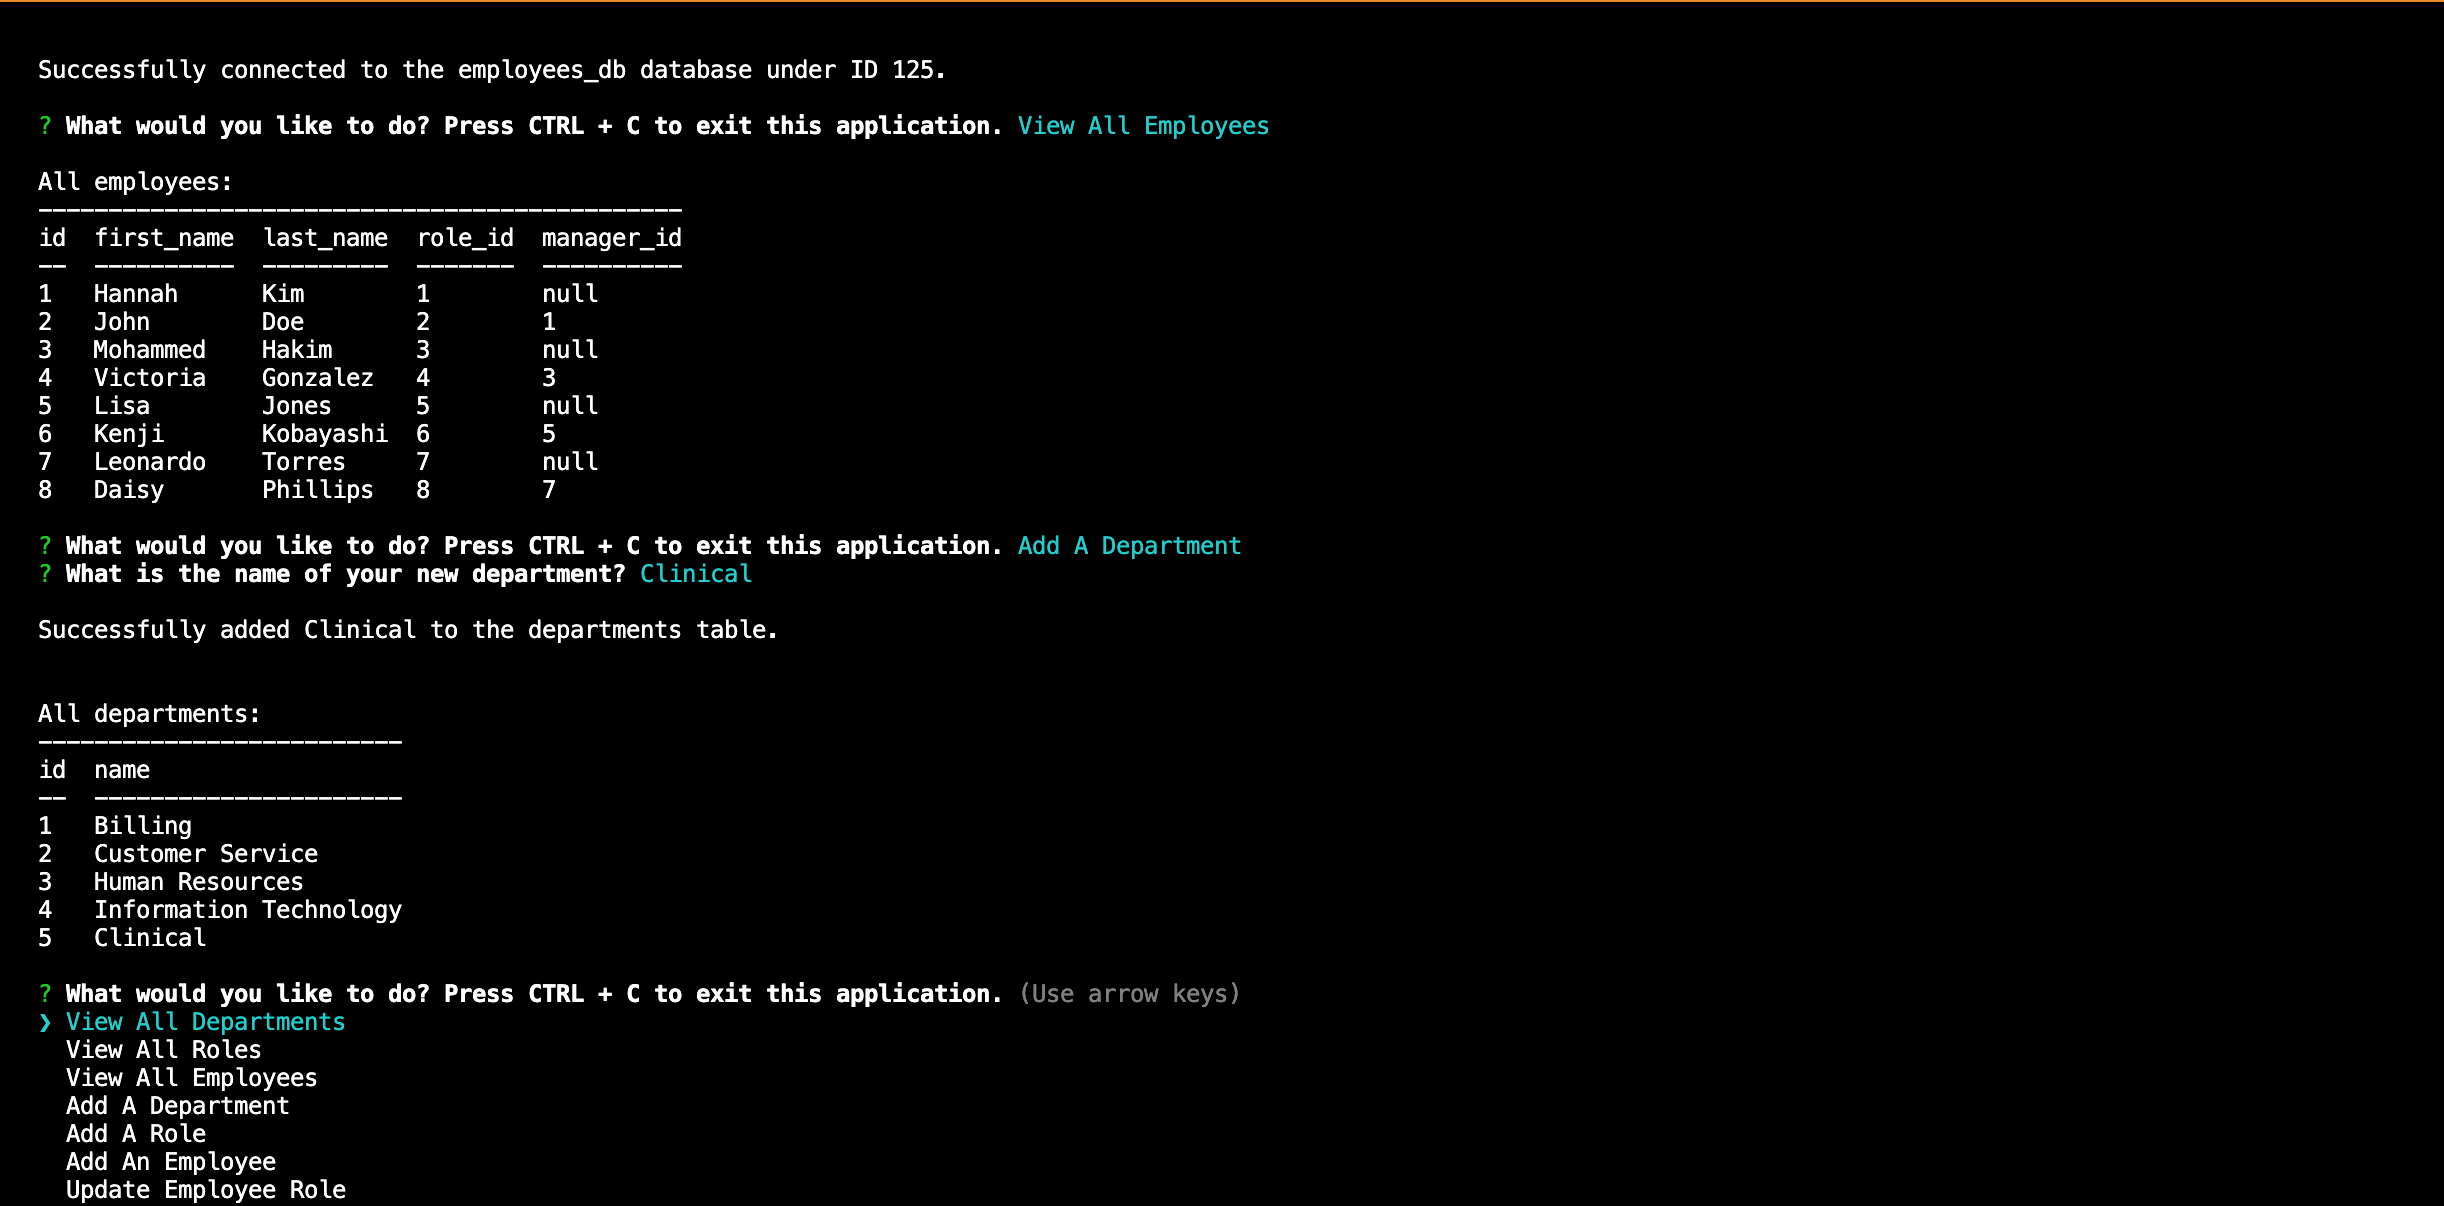 Successfully connected to the employees_db database under ID 125.
? What would you like to do? Press CTRL + C to exit this application. View All Employees
All employees:
----------------------------------------------
id  first_name  last_name  role_id  manager_id
--  ----------  ---------  -------  ----------
1   Hannah      Kim        1        null
2   John        Doe        2        1
3   Mohammed    Hakim      3        null
4   Victoria    Gonzalez   4        3
5   Lisa        Jones      5        null
6   Kenji       Kobayashi  6        5
7   Leonardo    Torres     7        null
8   Daisy       Phillips   8        7
? What would you like to do? Press CTRL + C to exit this application. Add A Department
? What is the name of your new department? Clinical
Successfully added Clinical to the departments table.
All departments:
--------------------------
id  name
--  ----------------------
1   Billing
2   Customer Service
3   Human Resources
4   Information Technology
5   Clinical
? What would you like to do? Press CTRL + C to exit this application. (Use arrow keys)
❯ View All Departments
  View All Roles
  View All Employees
  Add A Department
  Add A Role
  Add An Employee
  Update Employee Role